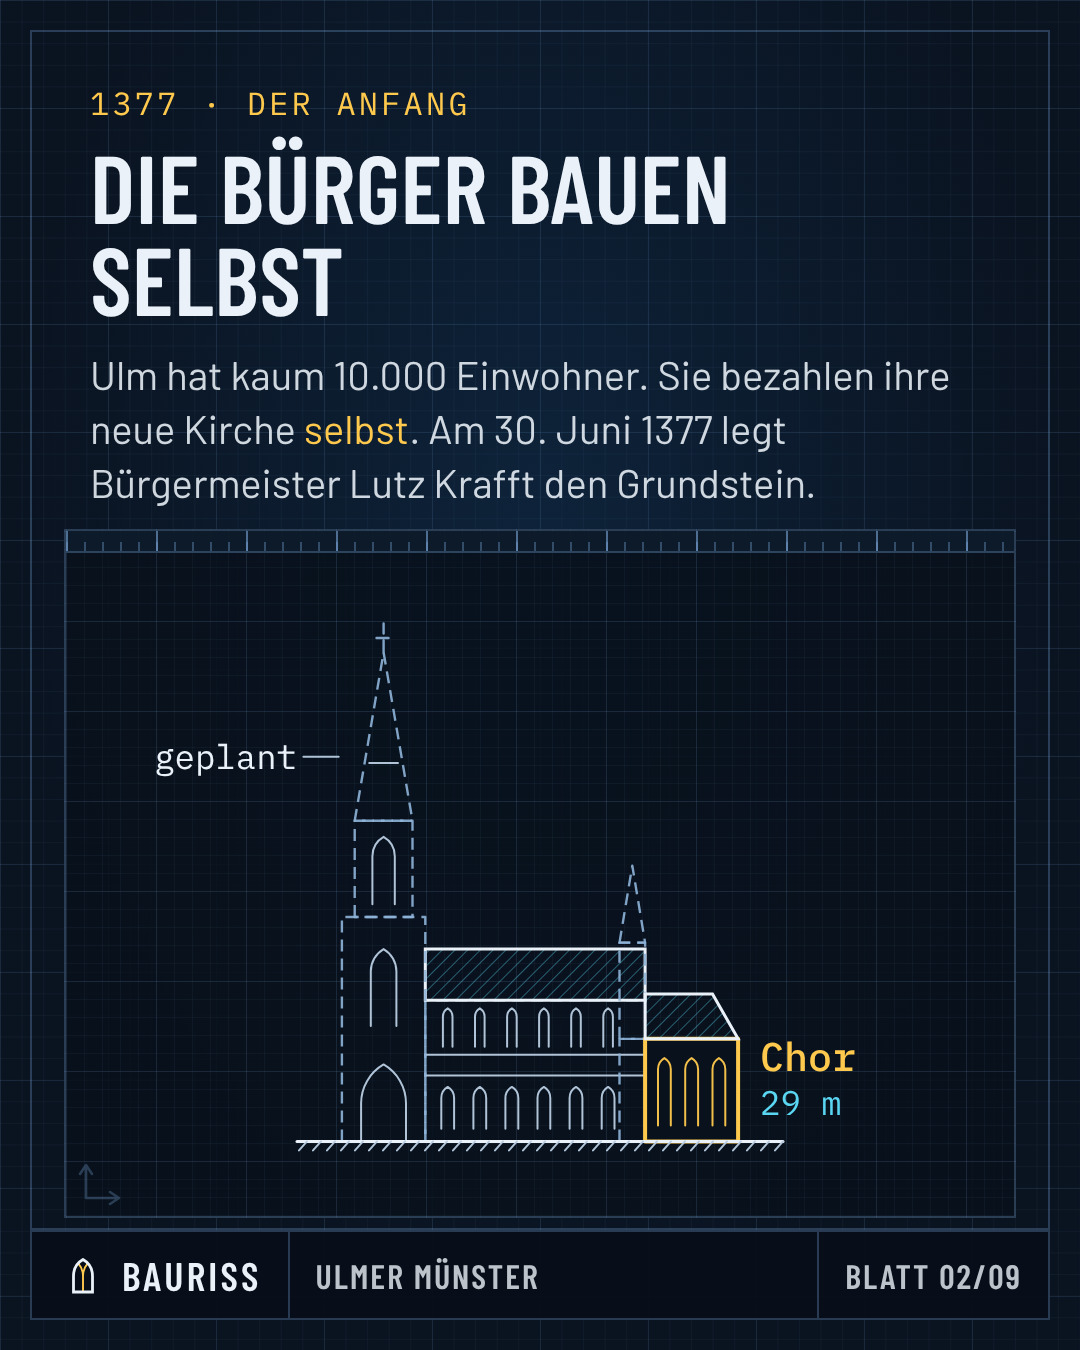 1377 · DER ANFANG
DIE BÜRGER BAUEN
SELBST
Ulm hat kaum 10.000 Einwohner. Sie bezahlen ihre
neue Kirche selbst. Am 30. Juni 1377 legt
Bürgermeister Lutz Krafft den Grundstein.
geplant
Chor
29 m
BAURISS
ULMER MÜNSTER
BLATT 02/09